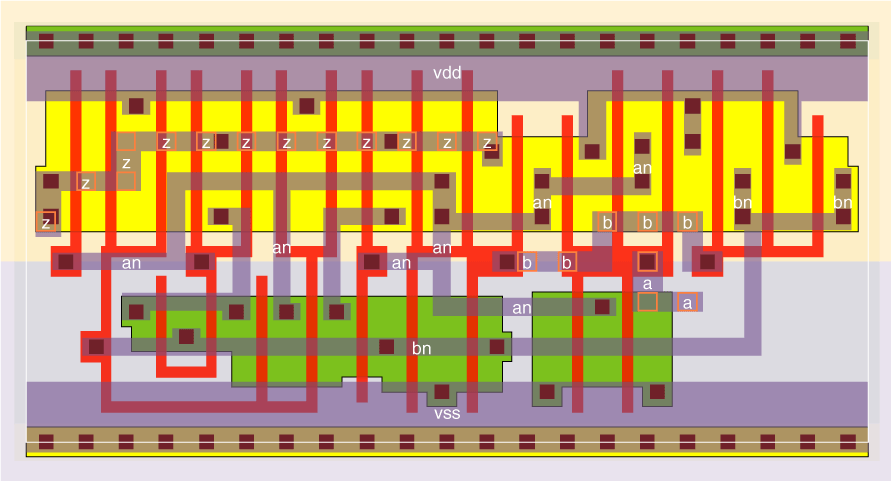 vdd
z z z z z z z z z
z
an
z
an bn bn
z b b b
an an
an an b b
a
an a
bn
vss